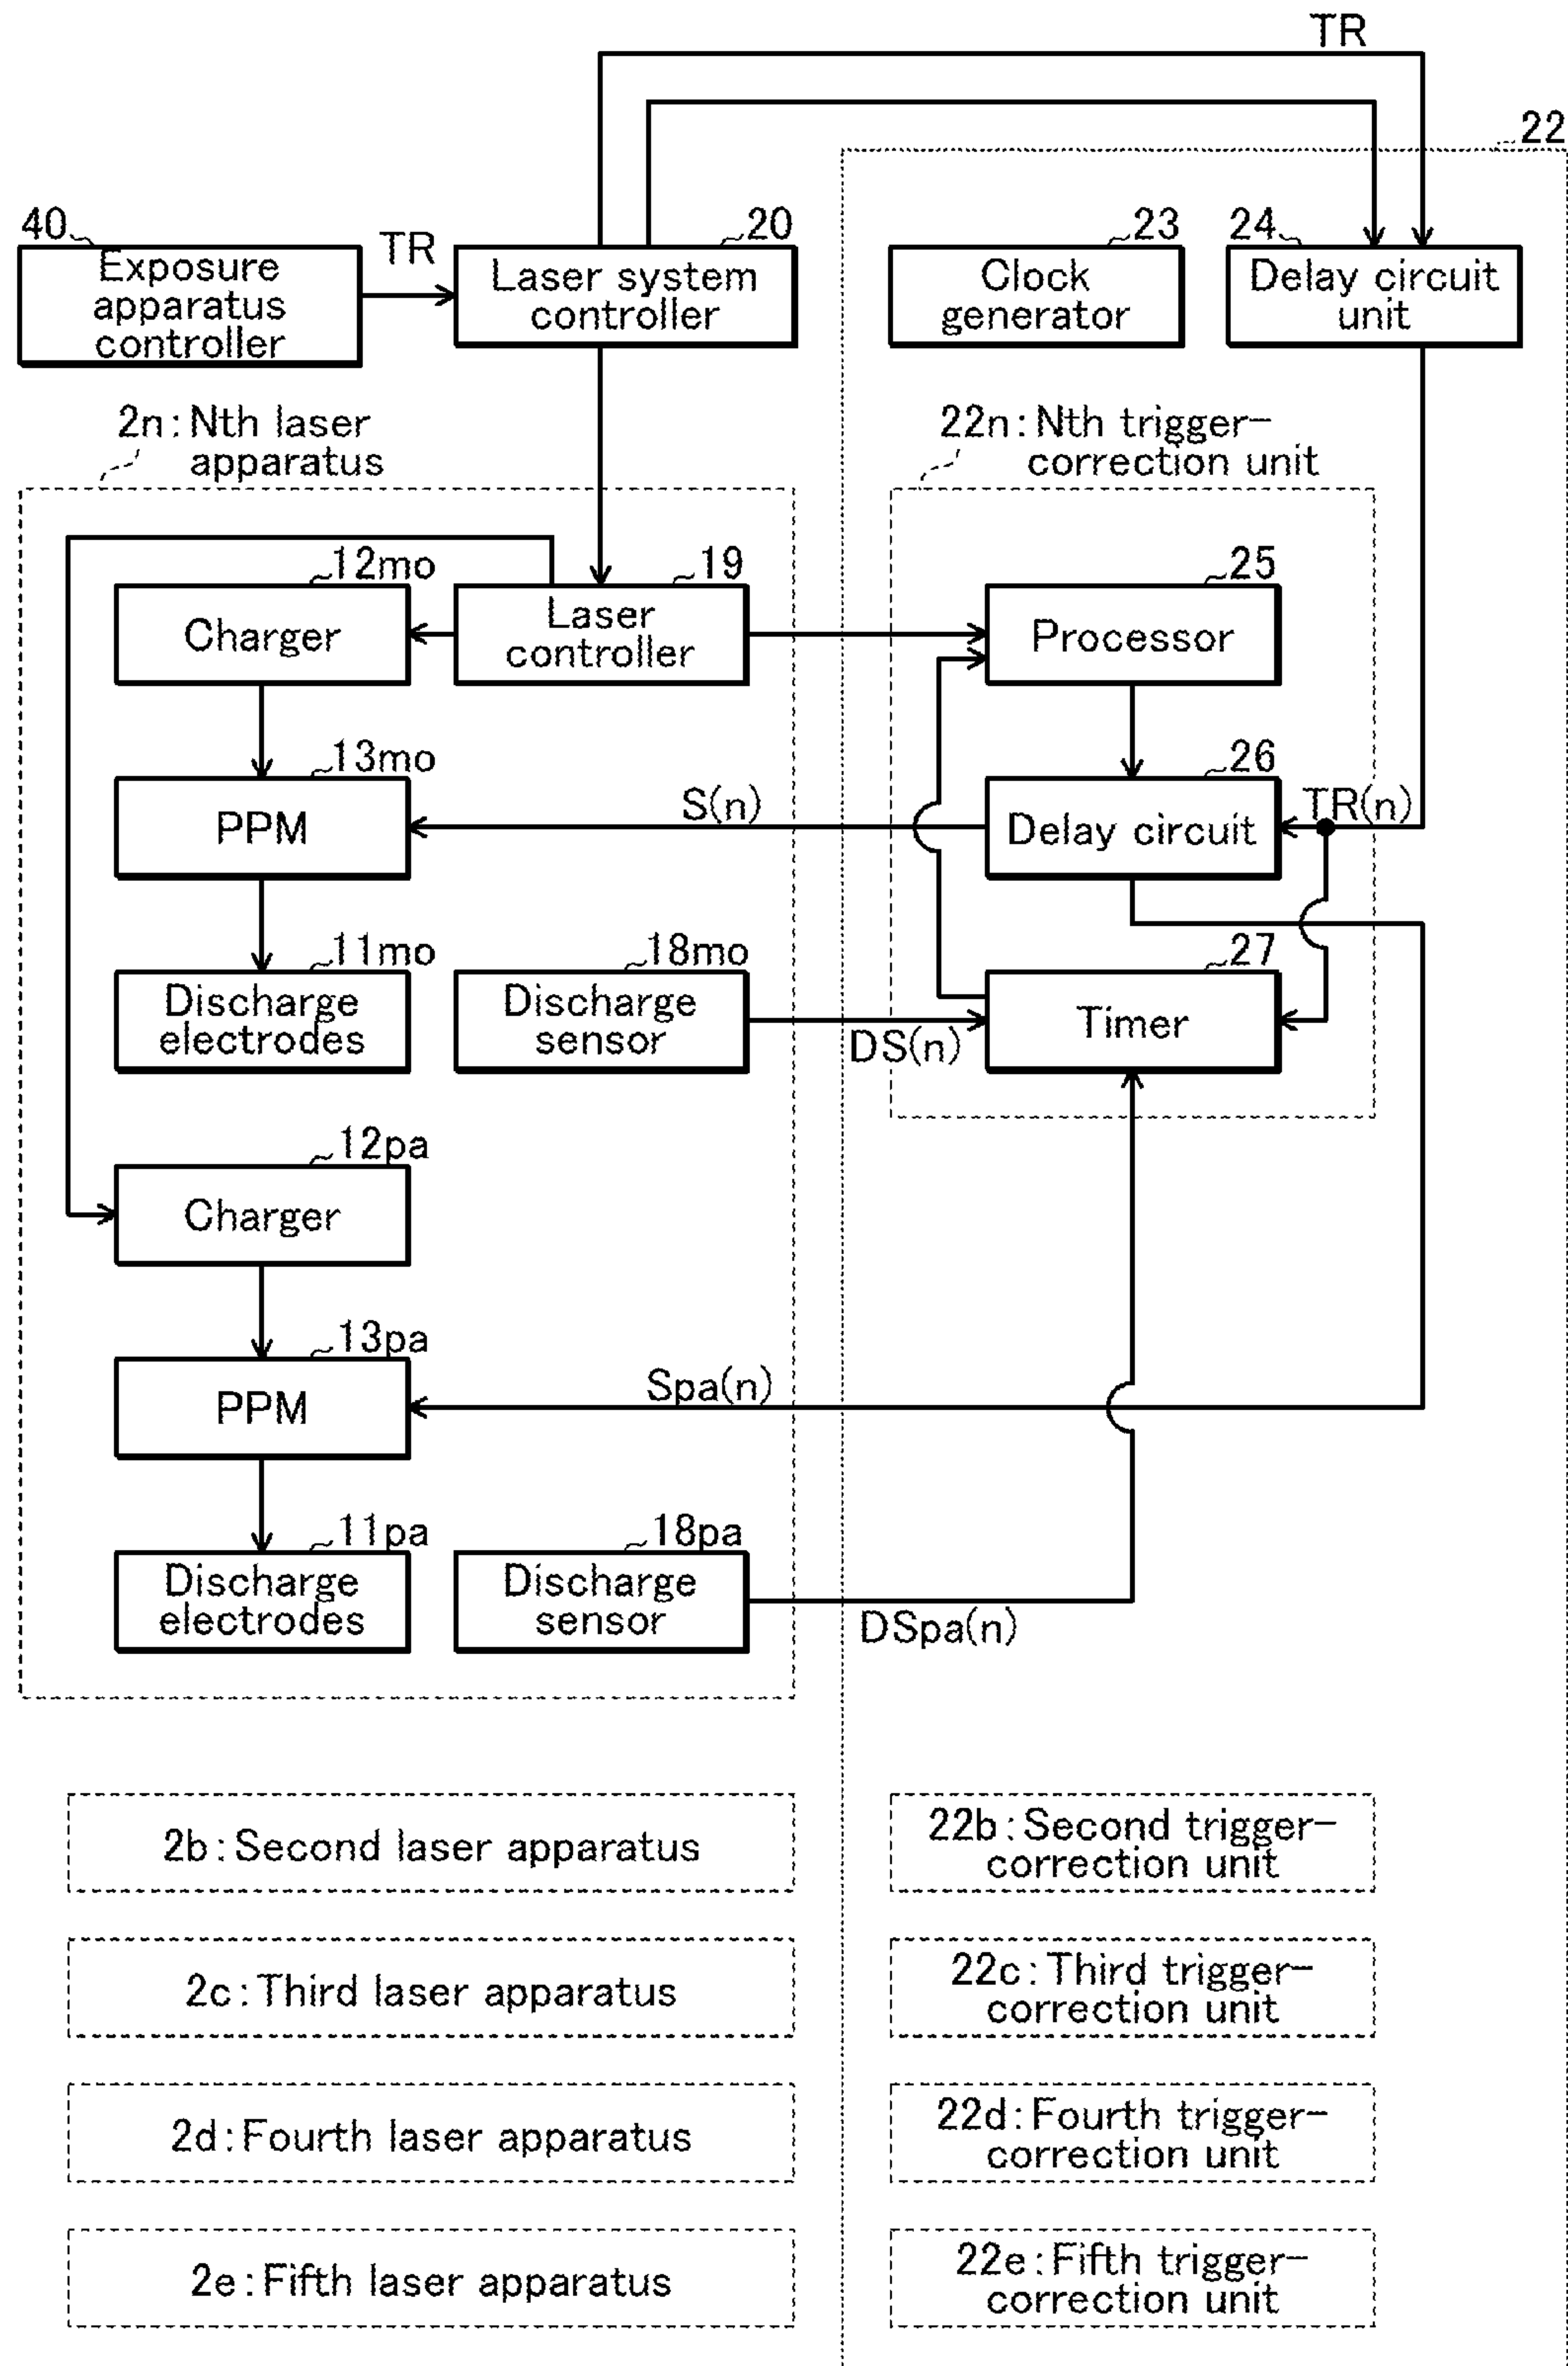 TR
22
40
TR
20
23
24
Exposure
apparatus
controller
Laser system
controller
Clock
generator
Delay circuit
unit
2n:Nth laser
apparatus
22n:Nth trigger-
correction unit
12mo
19
25
Charger
Laser
controller
Processor
13mo
S(n)
26
TR(n)
PPM
Delay circuit
11mo
18mo
27
Discharge
electrodes
Discharge
sensor
DS(n)
Timer
12pa
Charger
13pa
PPM
Spa(n)
11pa
18pa
Discharge
electrodes
Discharge
sensor
DSpa(n)
2b:Second laser apparatus
22b:Second trigger-
correction unit
2c:Third laser apparatus
22c:Third trigger-
correction unit
2d:Fourth laser apparatus
22d:Fourth trigger-
correction unit
2e:Fifth laser apparatus
22e:Fifth trigger-
correction unit